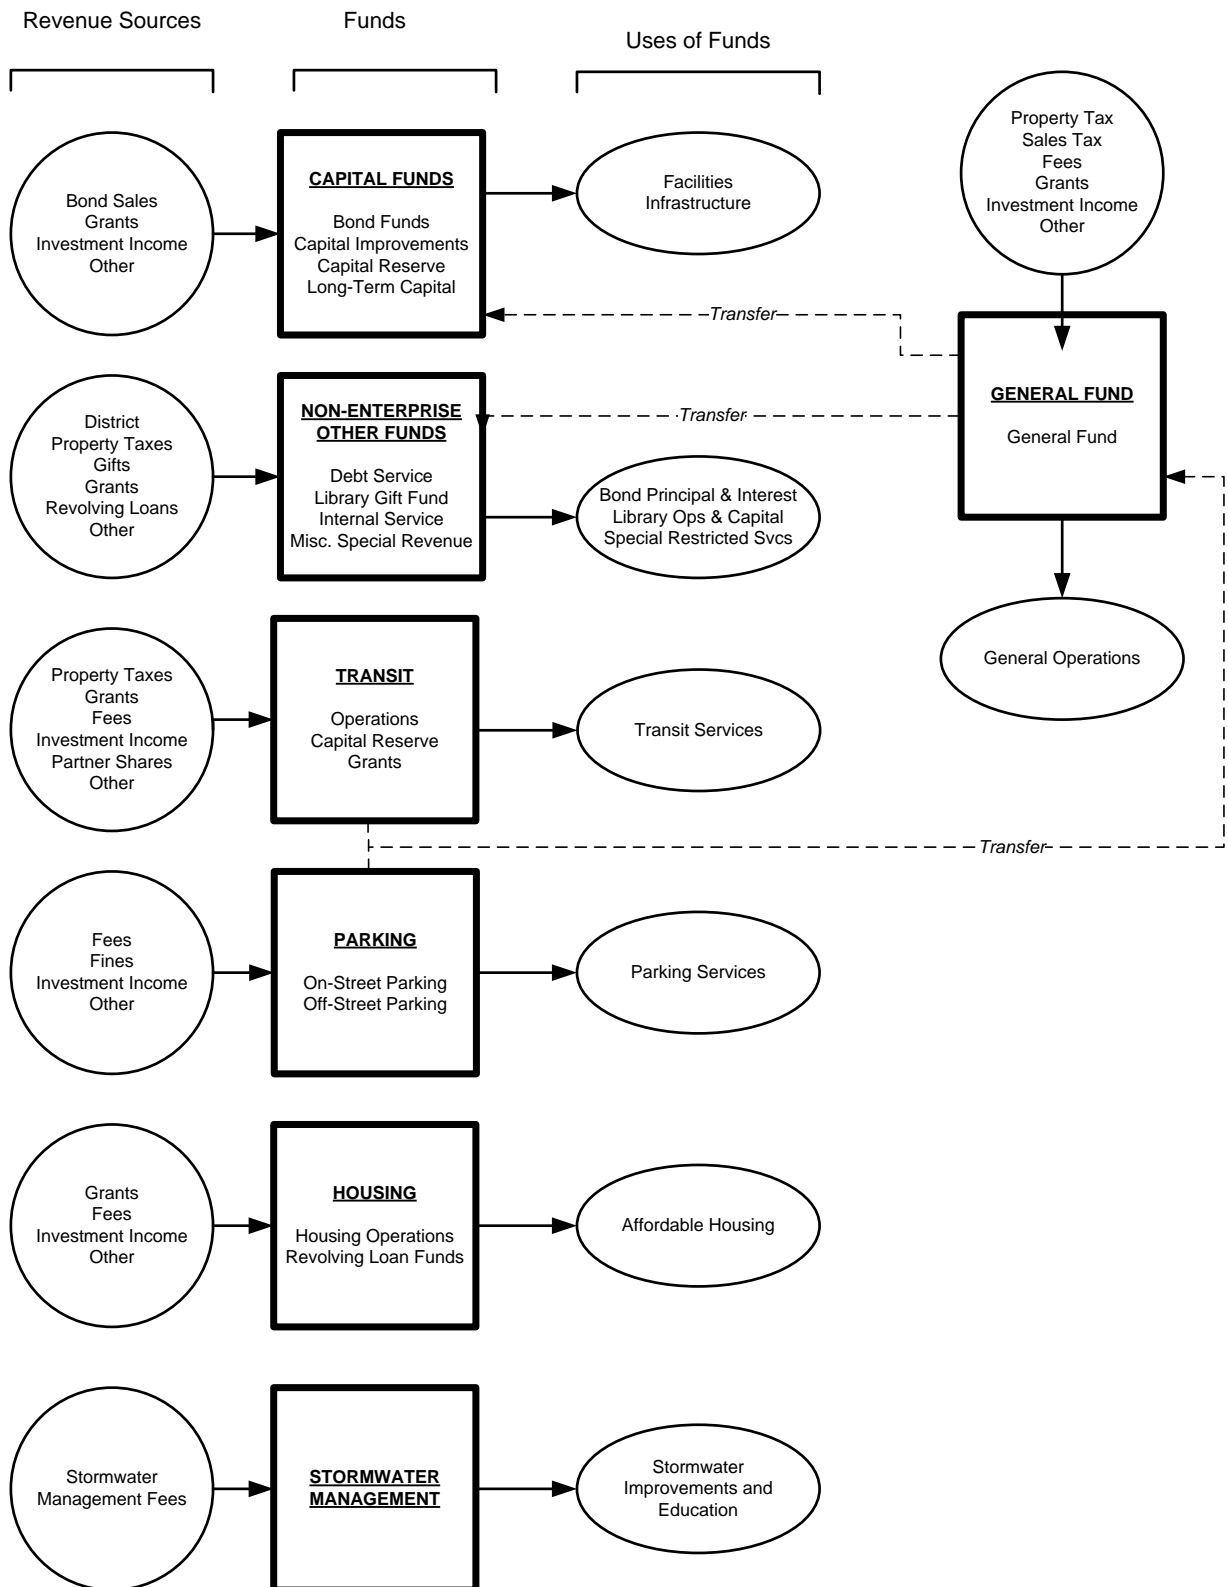 Revenue Sources
Funds
Uses of Funds
Bond Sales
Grants
Investment Income
Other
CAPITAL FUNDS
Bond Funds
Capital Improvements
Capital Reserve
Long-Term Capital
Facilities
Infrastructure
Property Tax
Sales Tax
Fees
Grants
Investment Income
Other
Transfer
District
Property Taxes
Gifts
Grants
Revolving Loans
Other
NON-ENTERPRISE
OTHER FUNDS
Debt Service
Library Gift Fund
Internal Service
Misc. Special Revenue
Transfer
Bond Principal & Interest
Library Ops & Capital
Special Restricted Svcs
GENERAL FUND
General Fund
General Operations
Property Taxes
Grants
Fees
Investment Income
Partner Shares
Other
TRANSIT
Operations
Capital Reserve
Grants
Transit Services
Transfer
Fees
Fines
Investment Income
Other
PARKING
On-Street Parking
Off-Street Parking
Parking Services
Grants
Fees
Investment Income
Other
HOUSING
Housing Operations
Revolving Loan Funds
Affordable Housing
Stormwater
Management Fees
STORMWATER
MANAGEMENT
Stormwater
Improvements and
Education